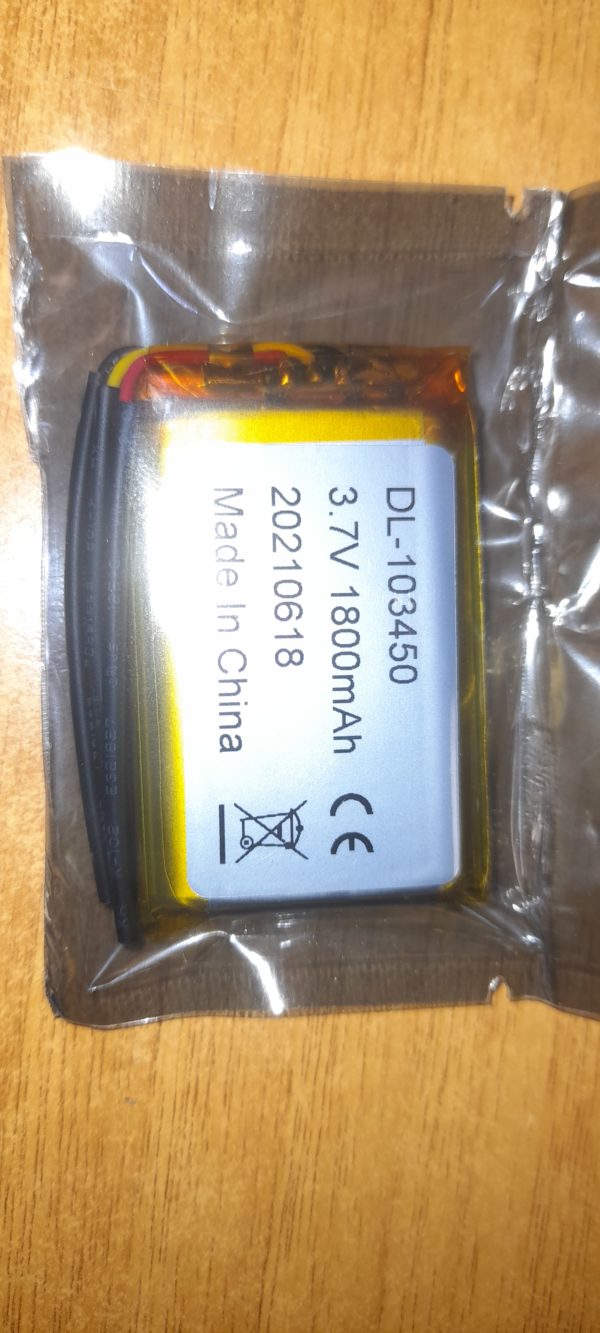 DL-103450
3.7V 1800mAh CE
20210618
Made In China